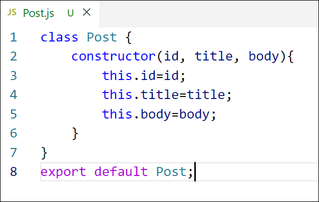 JS Post.js U ×
1 class Post {
2     constructor(id, title, body){
3         this.id=id;
4         this.title=title;
5         this.body=body;
6     }
7 }
8 export default Post;